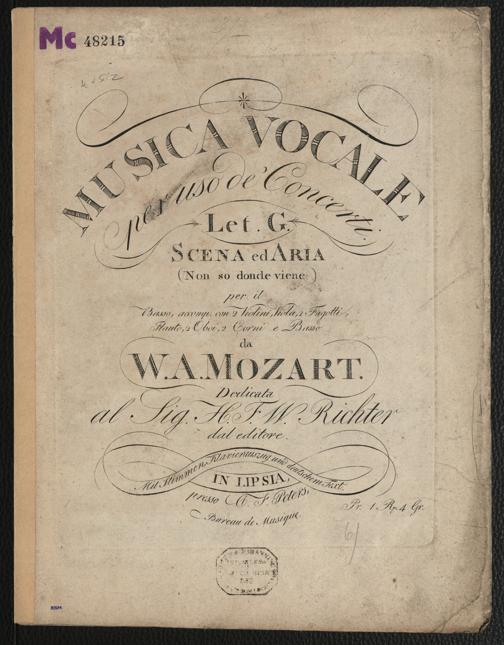 Mc 48215
MUSICA VOCALE
per uso de' Concerti.
Let. G.
SCENA ed ARIA
(Non so donde viene)
per il
Basso, accomp. con 2 Violini, Viola, 2 Fagotti,
Flauto, 2 Oboi, 2 Corni e Basso
da
W.A.MOZART.
Dedicata
al Sig. H. F. W. Richter
dal editore.
Mit Stimmen, Klavierauszug und deutschem Text
IN LIPSIA,
presso C. F. Peters,
Bureau de Musique.
Pr. 1 Rp. 4 Gr.
6)